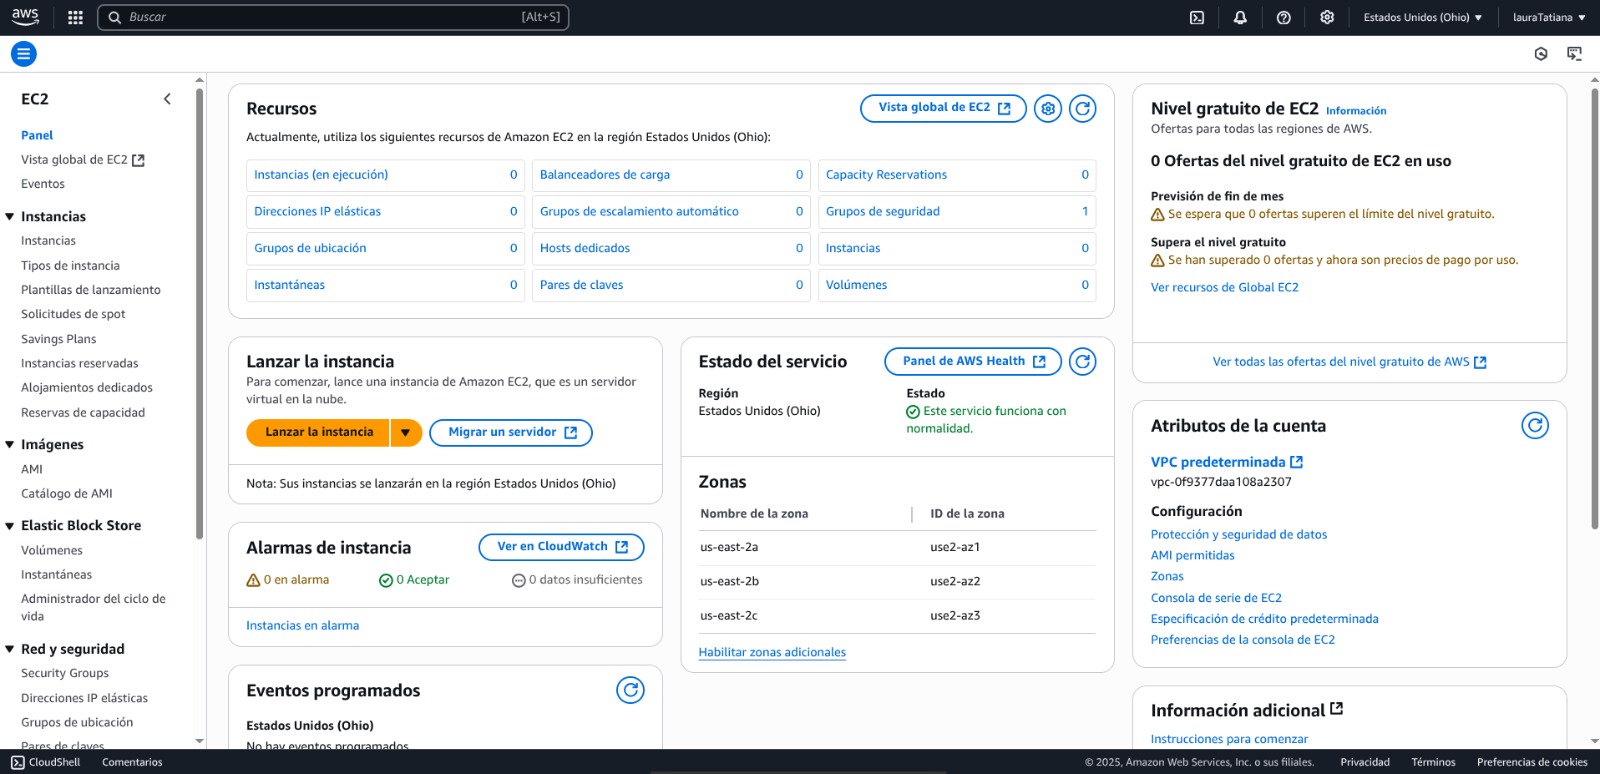 aws
Buscar
[Alt+S]
Estados Unidos (Ohio)
lauraTatiana
EC2
Panel
Vista global de EC2
Eventos
Instancias
Instancias
Tipos de instancia
Plantillas de lanzamiento
Solicitudes de spot
Savings Plans
Instancias reservadas
Alojamientos dedicados
Reservas de capacidad
Imágenes
AMI
Catálogo de AMI
Elastic Block Store
Volúmenes
Instantáneas
Administrador del ciclo de
vida
Red y seguridad
Security Groups
Direcciones IP elásticas
Grupos de ubicación
Pares de claves
Recursos
Vista global de EC2
Actualmente, utiliza los siguientes recursos de Amazon EC2 en la región Estados Unidos (Ohio):
Instancias (en ejecución) 0
Balanceadores de carga 0
Capacity Reservations 0
Direcciones IP elásticas 0
Grupos de escalamiento automático 0
Grupos de seguridad 1
Grupos de ubicación 0
Hosts dedicados 0
Instancias 0
Instantáneas 0
Pares de claves 0
Volúmenes 0
Lanzar la instancia
Para comenzar, lance una instancia de Amazon EC2, que es un servidor
virtual en la nube.
Lanzar la instancia
Migrar un servidor
Nota: Sus instancias se lanzarán en la región Estados Unidos (Ohio)
Alarmas de instancia
Ver en CloudWatch
0 en alarma
0 Aceptar
0 datos insuficientes
Instancias en alarma
Eventos programados
Estados Unidos (Ohio)
No hay eventos programados
Estado del servicio
Panel de AWS Health
Región
Estados Unidos (Ohio)
Estado
Este servicio funciona con
normalidad.
Zonas
Nombre de la zona
ID de la zona
us-east-2a
use2-az1
us-east-2b
use2-az2
us-east-2c
use2-az3
Habilitar zonas adicionales
Nivel gratuito de EC2 Información
Ofertas para todas las regiones de AWS.
0 Ofertas del nivel gratuito de EC2 en uso
Previsión de fin de mes
Se espera que 0 ofertas superen el límite del nivel gratuito.
Supera el nivel gratuito
Se han superado 0 ofertas y ahora son precios de pago por uso.
Ver recursos de Global EC2
Ver todas las ofertas del nivel gratuito de AWS
Atributos de la cuenta
VPC predeterminada
vpc-0f9377daa108a2307
Configuración
Protección y seguridad de datos
AMI permitidas
Zonas
Consola de serie de EC2
Especificación de crédito predeterminada
Preferencias de la consola de EC2
Información adicional
Instrucciones para comenzar
CloudShell
Comentarios
© 2025, Amazon Web Services, Inc. o sus filiales.
Privacidad
Términos
Preferencias de cookies